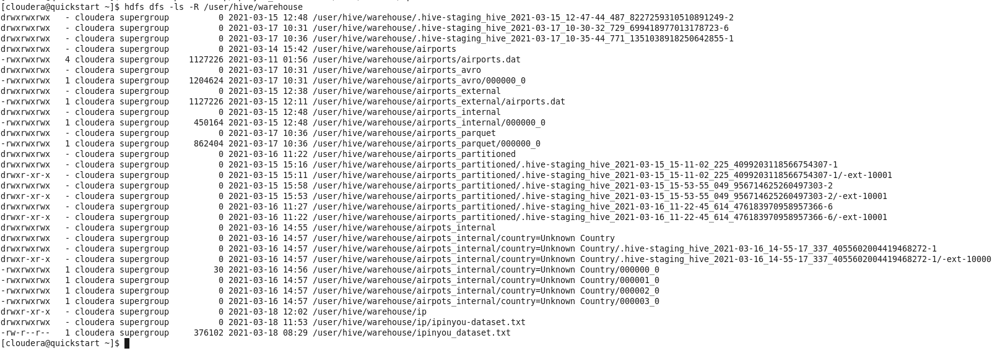 [cloudera@quickstart ~]$ hdfs dfs -ls -R /user/hive/warehouse
drwxrwxrwx   - cloudera supergroup          0 2021-03-15 12:48 /user/hive/warehouse/.hive-staging_hive_2021-03-15_12-47-44_487_8227259310510891249-2
drwxrwxrwx   - cloudera supergroup          0 2021-03-17 10:31 /user/hive/warehouse/.hive-staging_hive_2021-03-17_10-30-32_729_699418977013178723-6
drwxrwxrwx   - cloudera supergroup          0 2021-03-17 10:36 /user/hive/warehouse/.hive-staging_hive_2021-03-17_10-35-44_771_1351038918250642855-1
drwxrwxrwx   - cloudera supergroup          0 2021-03-14 15:42 /user/hive/warehouse/airports
-rwxrwxrwx   4 cloudera supergroup    1127226 2021-03-11 01:56 /user/hive/warehouse/airports/airports.dat
drwxrwxrwx   - cloudera supergroup          0 2021-03-17 10:31 /user/hive/warehouse/airports_avro
-rwxrwxrwx   1 cloudera supergroup    1204624 2021-03-17 10:31 /user/hive/warehouse/airports_avro/000000_0
drwxrwxrwx   - cloudera supergroup          0 2021-03-15 12:38 /user/hive/warehouse/airports_external
-rwxrwxrwx   1 cloudera supergroup    1127226 2021-03-15 12:11 /user/hive/warehouse/airports_external/airports.dat
drwxrwxrwx   - cloudera supergroup          0 2021-03-15 12:48 /user/hive/warehouse/airports_internal
-rwxrwxrwx   1 cloudera supergroup     450164 2021-03-15 12:48 /user/hive/warehouse/airports_internal/000000_0
drwxrwxrwx   - cloudera supergroup          0 2021-03-17 10:36 /user/hive/warehouse/airports_parquet
-rwxrwxrwx   1 cloudera supergroup     862404 2021-03-17 10:36 /user/hive/warehouse/airports_parquet/000000_0
drwxrwxrwx   - cloudera supergroup          0 2021-03-16 11:22 /user/hive/warehouse/airports_partitioned
drwxrwxrwx   - cloudera supergroup          0 2021-03-15 15:16 /user/hive/warehouse/airports_partitioned/.hive-staging_hive_2021-03-15_15-11-02_225_4099203118566754307-1
drwxr-xr-x   - cloudera supergroup          0 2021-03-15 15:11 /user/hive/warehouse/airports_partitioned/.hive-staging_hive_2021-03-15_15-11-02_225_4099203118566754307-1/-ext-10001
drwxrwxrwx   - cloudera supergroup          0 2021-03-15 15:58 /user/hive/warehouse/airports_partitioned/.hive-staging_hive_2021-03-15_15-53-55_049_956714625260497303-2
drwxr-xr-x   - cloudera supergroup          0 2021-03-15 15:53 /user/hive/warehouse/airports_partitioned/.hive-staging_hive_2021-03-15_15-53-55_049_956714625260497303-2/-ext-10001
drwxrwxrwx   - cloudera supergroup          0 2021-03-16 11:27 /user/hive/warehouse/airports_partitioned/.hive-staging_hive_2021-03-16_11-22-45_614_476183970958957366-6
drwxr-xr-x   - cloudera supergroup          0 2021-03-16 11:22 /user/hive/warehouse/airports_partitioned/.hive-staging_hive_2021-03-16_11-22-45_614_476183970958957366-6/-ext-10001
drwxrwxrwx   - cloudera supergroup          0 2021-03-16 14:55 /user/hive/warehouse/airpots_internal
drwxrwxrwx   - cloudera supergroup          0 2021-03-16 14:57 /user/hive/warehouse/airpots_internal/country=Unknown Country
drwxrwxrwx   - cloudera supergroup          0 2021-03-16 14:57 /user/hive/warehouse/airpots_internal/country=Unknown Country/.hive-staging_hive_2021-03-16_14-55-17_337_4055602004419468272-1
drwxr-xr-x   - cloudera supergroup          0 2021-03-16 14:57 /user/hive/warehouse/airpots_internal/country=Unknown Country/.hive-staging_hive_2021-03-16_14-55-17_337_4055602004419468272-1/-ext-10000
-rwxrwxrwx   1 cloudera supergroup         30 2021-03-16 14:56 /user/hive/warehouse/airpots_internal/country=Unknown Country/000000_0
-rwxrwxrwx   1 cloudera supergroup          0 2021-03-16 14:57 /user/hive/warehouse/airpots_internal/country=Unknown Country/000001_0
-rwxrwxrwx   1 cloudera supergroup          0 2021-03-16 14:57 /user/hive/warehouse/airpots_internal/country=Unknown Country/000002_0
-rwxrwxrwx   1 cloudera supergroup          0 2021-03-16 14:57 /user/hive/warehouse/airpots_internal/country=Unknown Country/000003_0
drwxr-xr-x   - cloudera supergroup          0 2021-03-18 12:02 /user/hive/warehouse/ip
drwxrwxrwx   - cloudera supergroup          0 2021-03-18 11:53 /user/hive/warehouse/ip/ipinyou-dataset.txt
-rw-r--r--   1 cloudera supergroup     376102 2021-03-18 08:29 /user/hive/warehouse/ipinyou_dataset.txt
[cloudera@quickstart ~]$